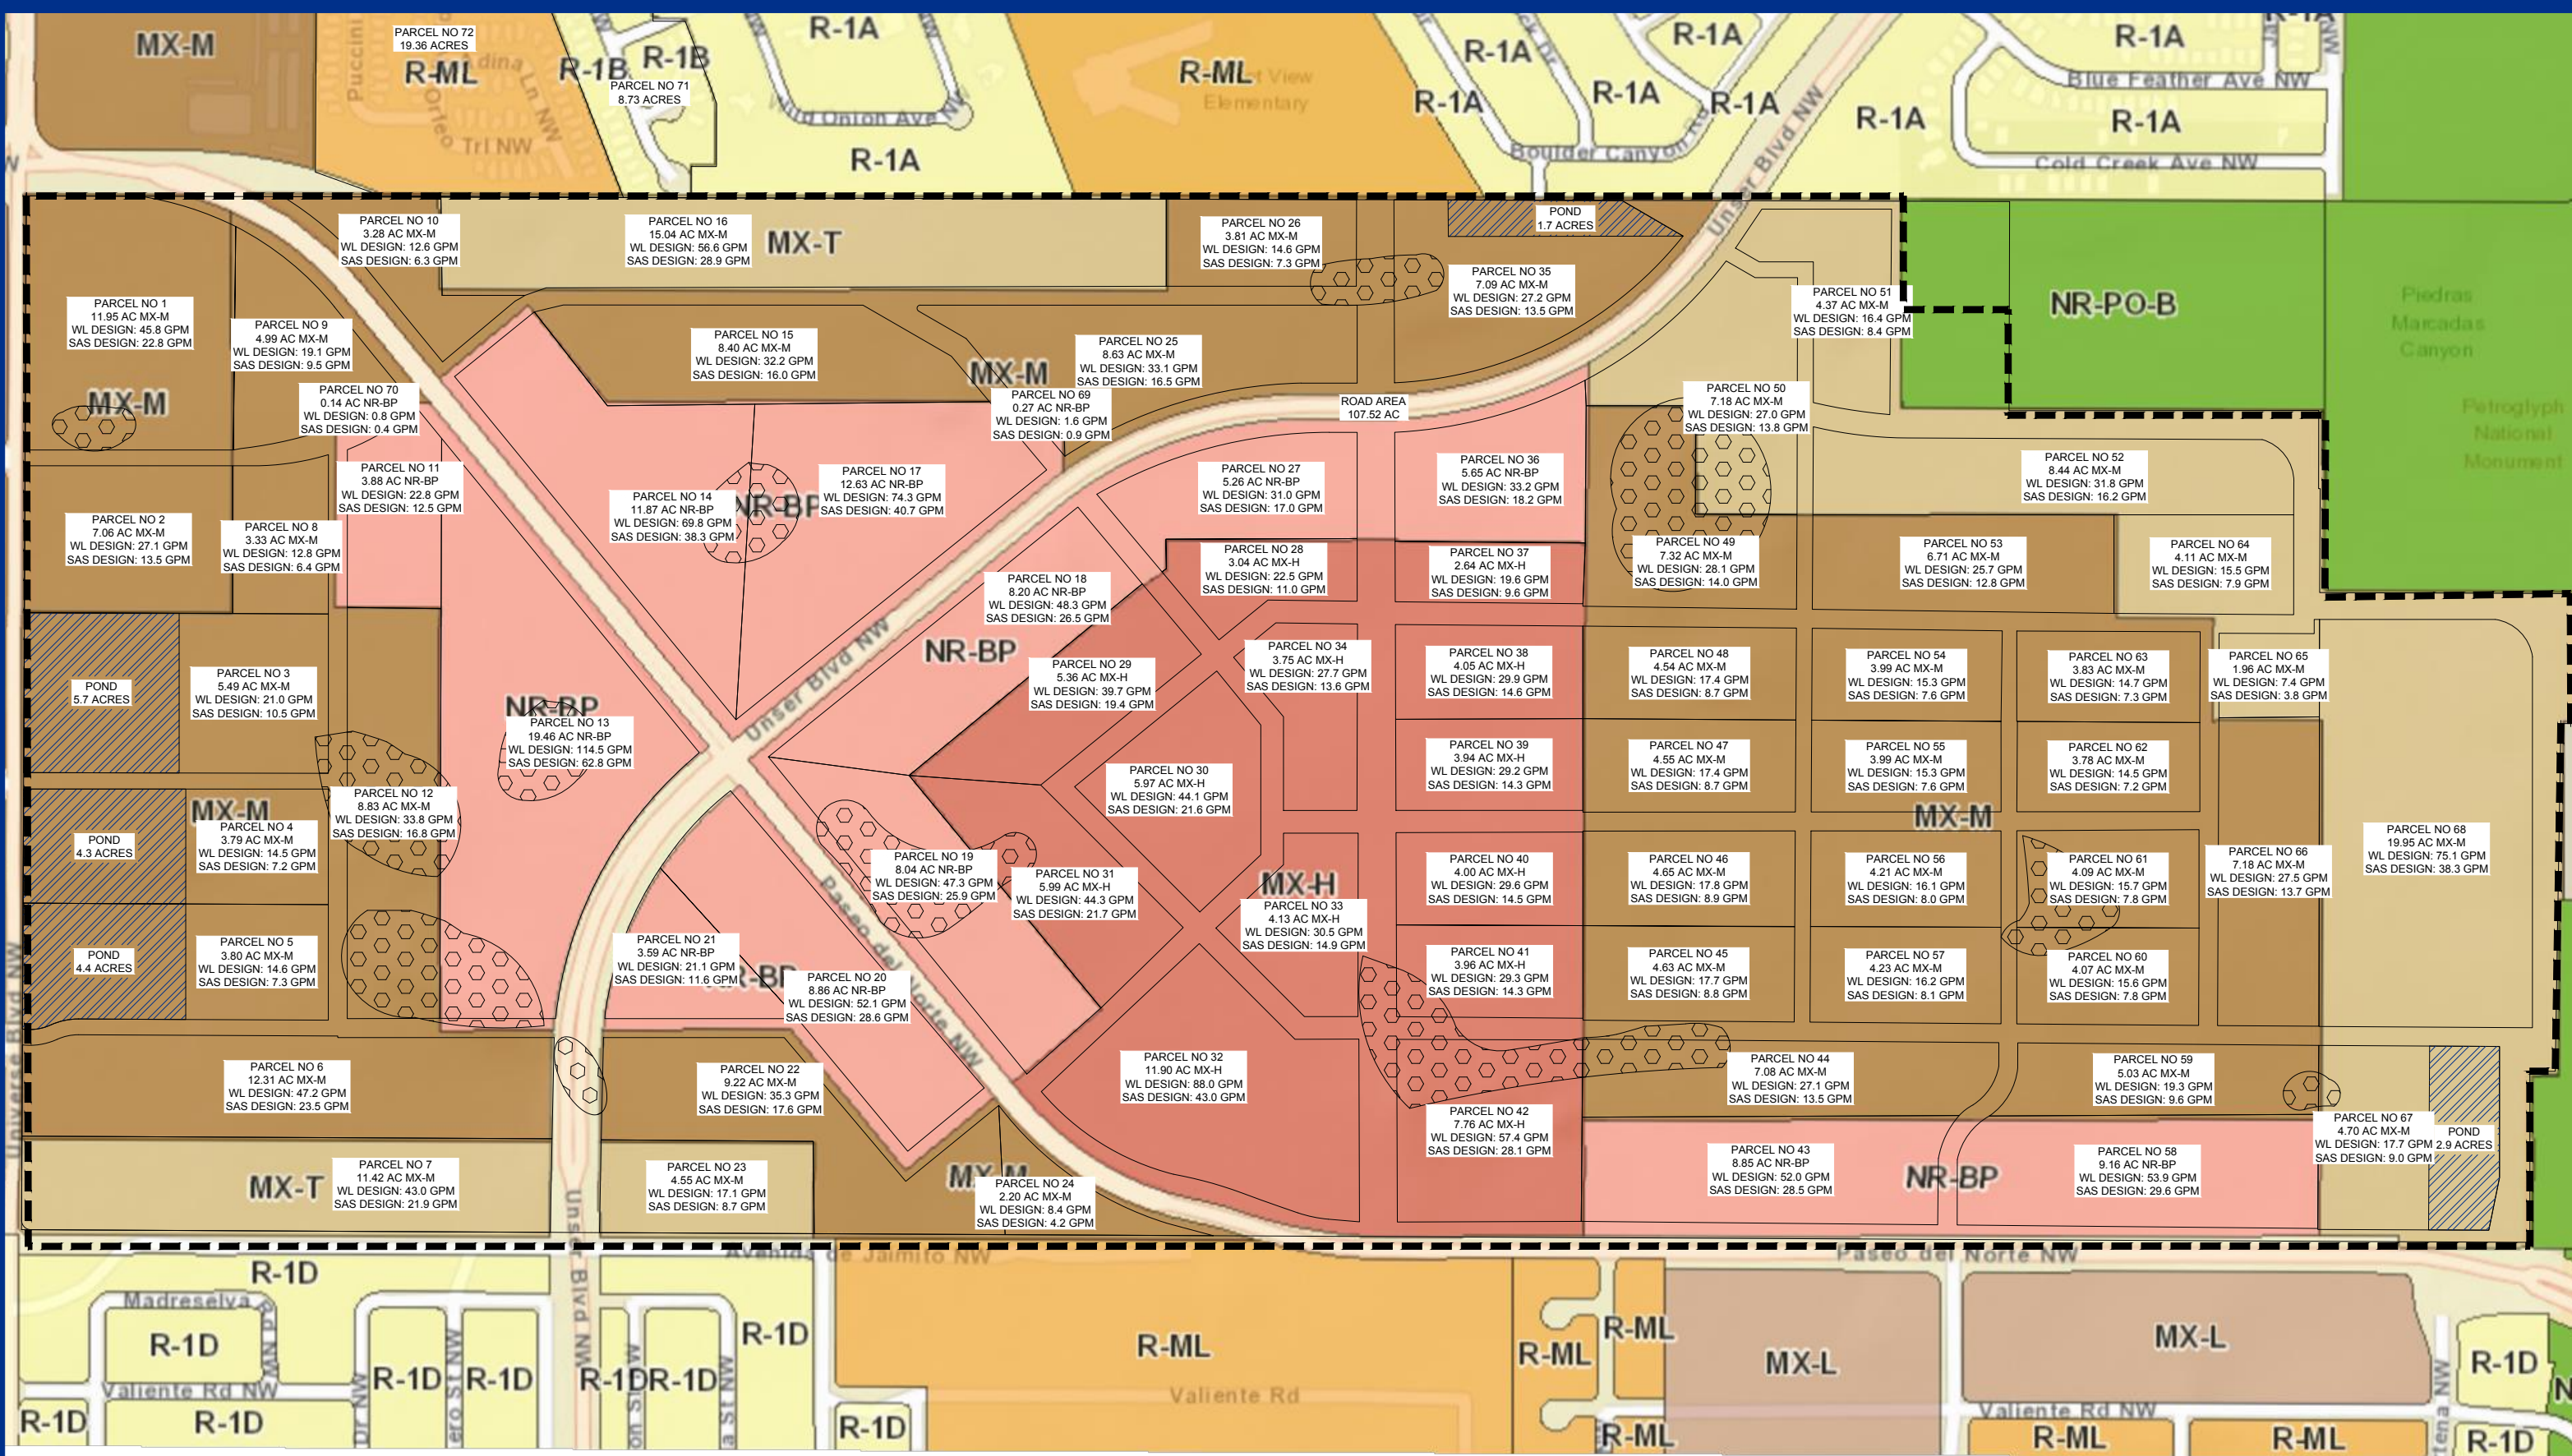 MX-M
PARCEL NO 72
19.36 ACRES
R-ML
Puccini
Orfeo
Trl NW
dina Ln NW
R-1B
R-1B
PARCEL NO 71
8.73 ACRES
R-1A
Wild Onion Ave NW
R-1A
R-ML
t View
Elementary
R-1A
R-1A
R-1A
R-1A
R-1A
Boulder Canyon Rd
Unser Blvd NW
R-1A
R-1A
Blue Feather Ave NW
R-1A
Cold Creek Ave NW
PARCEL NO 10
3.28 AC MX-M
WL DESIGN: 12.6 GPM
SAS DESIGN: 6.3 GPM
PARCEL NO 16
15.04 AC MX-M
WL DESIGN: 56.6 GPM
SAS DESIGN: 28.9 GPM
MX-T
PARCEL NO 26
3.81 AC MX-M
WL DESIGN: 14.6 GPM
SAS DESIGN: 7.3 GPM
POND
1.7 ACRES
PARCEL NO 35
7.09 AC MX-M
WL DESIGN: 27.2 GPM
SAS DESIGN: 13.5 GPM
PARCEL NO 51
4.37 AC MX-M
WL DESIGN: 16.4 GPM
SAS DESIGN: 8.4 GPM
NR-PO-B
Piedras
Marcadas
Canyon
Petroglyph
National
Monument
PARCEL NO 1
11.95 AC MX-M
WL DESIGN: 45.8 GPM
SAS DESIGN: 22.8 GPM
MX-M
PARCEL NO 9
4.99 AC MX-M
WL DESIGN: 19.1 GPM
SAS DESIGN: 9.5 GPM
PARCEL NO 70
0.14 AC NR-BP
WL DESIGN: 0.8 GPM
SAS DESIGN: 0.4 GPM
PARCEL NO 15
8.40 AC MX-M
WL DESIGN: 32.2 GPM
SAS DESIGN: 16.0 GPM
MX-M
PARCEL NO 25
8.63 AC MX-M
WL DESIGN: 33.1 GPM
SAS DESIGN: 16.5 GPM
PARCEL NO 69
0.27 AC NR-BP
WL DESIGN: 1.6 GPM
SAS DESIGN: 0.9 GPM
ROAD AREA
107.52 AC
PARCEL NO 50
7.18 AC MX-M
WL DESIGN: 27.0 GPM
SAS DESIGN: 13.8 GPM
PARCEL NO 2
7.06 AC MX-M
WL DESIGN: 27.1 GPM
SAS DESIGN: 13.5 GPM
PARCEL NO 8
3.33 AC MX-M
WL DESIGN: 12.8 GPM
SAS DESIGN: 6.4 GPM
PARCEL NO 11
3.88 AC NR-BP
WL DESIGN: 22.8 GPM
SAS DESIGN: 12.5 GPM
PARCEL NO 14
11.87 AC NR-BP
WL DESIGN: 69.8 GPM
SAS DESIGN: 38.3 GPM
NR-BP
PARCEL NO 17
12.63 AC NR-BP
WL DESIGN: 74.3 GPM
SAS DESIGN: 40.7 GPM
PARCEL NO 27
5.26 AC NR-BP
WL DESIGN: 31.0 GPM
SAS DESIGN: 17.0 GPM
PARCEL NO 36
5.65 AC NR-BP
WL DESIGN: 33.2 GPM
SAS DESIGN: 18.2 GPM
PARCEL NO 52
8.44 AC MX-M
WL DESIGN: 31.8 GPM
SAS DESIGN: 16.2 GPM
PARCEL NO 18
8.20 AC NR-BP
WL DESIGN: 48.3 GPM
SAS DESIGN: 26.5 GPM
PARCEL NO 28
3.04 AC MX-H
WL DESIGN: 22.5 GPM
SAS DESIGN: 11.0 GPM
PARCEL NO 37
2.64 AC MX-H
WL DESIGN: 19.6 GPM
SAS DESIGN: 9.6 GPM
PARCEL NO 49
7.32 AC MX-M
WL DESIGN: 28.1 GPM
SAS DESIGN: 14.0 GPM
PARCEL NO 53
6.71 AC MX-M
WL DESIGN: 25.7 GPM
SAS DESIGN: 12.8 GPM
PARCEL NO 64
4.11 AC MX-M
WL DESIGN: 15.5 GPM
SAS DESIGN: 7.9 GPM
POND
5.7 ACRES
PARCEL NO 3
5.49 AC MX-M
WL DESIGN: 21.0 GPM
SAS DESIGN: 10.5 GPM
NR-BP
PARCEL NO 13
19.46 AC NR-BP
WL DESIGN: 114.5 GPM
SAS DESIGN: 62.8 GPM
Unser Blvd NW
NR-BP
PARCEL NO 29
5.36 AC MX-H
WL DESIGN: 39.7 GPM
SAS DESIGN: 19.4 GPM
PARCEL NO 34
3.75 AC MX-H
WL DESIGN: 27.7 GPM
SAS DESIGN: 13.6 GPM
PARCEL NO 38
4.05 AC MX-H
WL DESIGN: 29.9 GPM
SAS DESIGN: 14.6 GPM
PARCEL NO 48
4.54 AC MX-M
WL DESIGN: 17.4 GPM
SAS DESIGN: 8.7 GPM
PARCEL NO 54
3.99 AC MX-M
WL DESIGN: 15.3 GPM
SAS DESIGN: 7.6 GPM
PARCEL NO 63
3.83 AC MX-M
WL DESIGN: 14.7 GPM
SAS DESIGN: 7.3 GPM
PARCEL NO 65
1.96 AC MX-M
WL DESIGN: 7.4 GPM
SAS DESIGN: 3.8 GPM
PARCEL NO 30
5.97 AC MX-H
WL DESIGN: 44.1 GPM
SAS DESIGN: 21.6 GPM
PARCEL NO 39
3.94 AC MX-H
WL DESIGN: 29.2 GPM
SAS DESIGN: 14.3 GPM
PARCEL NO 47
4.55 AC MX-M
WL DESIGN: 17.4 GPM
SAS DESIGN: 8.7 GPM
PARCEL NO 55
3.99 AC MX-M
WL DESIGN: 15.3 GPM
SAS DESIGN: 7.6 GPM
PARCEL NO 62
3.78 AC MX-M
WL DESIGN: 14.5 GPM
SAS DESIGN: 7.2 GPM
MX-M
POND
4.3 ACRES
MX-M
PARCEL NO 4
3.79 AC MX-M
WL DESIGN: 14.5 GPM
SAS DESIGN: 7.2 GPM
PARCEL NO 12
8.83 AC MX-M
WL DESIGN: 33.8 GPM
SAS DESIGN: 16.8 GPM
PARCEL NO 19
8.04 AC NR-BP
WL DESIGN: 47.3 GPM
SAS DESIGN: 25.9 GPM
PARCEL NO 31
5.99 AC MX-H
WL DESIGN: 44.3 GPM
SAS DESIGN: 21.7 GPM
MX-H
PARCEL NO 33
4.13 AC MX-H
WL DESIGN: 30.5 GPM
SAS DESIGN: 14.9 GPM
PARCEL NO 40
4.00 AC MX-H
WL DESIGN: 29.6 GPM
SAS DESIGN: 14.5 GPM
PARCEL NO 46
4.65 AC MX-M
WL DESIGN: 17.8 GPM
SAS DESIGN: 8.9 GPM
PARCEL NO 56
4.21 AC MX-M
WL DESIGN: 16.1 GPM
SAS DESIGN: 8.0 GPM
PARCEL NO 61
4.09 AC MX-M
WL DESIGN: 15.7 GPM
SAS DESIGN: 7.8 GPM
PARCEL NO 66
7.18 AC MX-M
WL DESIGN: 27.5 GPM
SAS DESIGN: 13.7 GPM
PARCEL NO 68
19.95 AC MX-M
WL DESIGN: 75.1 GPM
SAS DESIGN: 38.3 GPM
POND
4.4 ACRES
PARCEL NO 5
3.80 AC MX-M
WL DESIGN: 14.6 GPM
SAS DESIGN: 7.3 GPM
PARCEL NO 21
3.59 AC NR-BP
WL DESIGN: 21.1 GPM
SAS DESIGN: 11.6 GPM
R-BP
PARCEL NO 20
8.86 AC NR-BP
WL DESIGN: 52.1 GPM
SAS DESIGN: 28.6 GPM
Paseo del Norte NW
PARCEL NO 41
3.96 AC MX-H
WL DESIGN: 29.3 GPM
SAS DESIGN: 14.3 GPM
PARCEL NO 45
4.63 AC MX-M
WL DESIGN: 17.7 GPM
SAS DESIGN: 8.8 GPM
PARCEL NO 57
4.23 AC MX-M
WL DESIGN: 16.2 GPM
SAS DESIGN: 8.1 GPM
PARCEL NO 60
4.07 AC MX-M
WL DESIGN: 15.6 GPM
SAS DESIGN: 7.8 GPM
Universe Blvd NW
PARCEL NO 6
12.31 AC MX-M
WL DESIGN: 47.2 GPM
SAS DESIGN: 23.5 GPM
PARCEL NO 22
9.22 AC MX-M
WL DESIGN: 35.3 GPM
SAS DESIGN: 17.6 GPM
PARCEL NO 32
11.90 AC MX-H
WL DESIGN: 88.0 GPM
SAS DESIGN: 43.0 GPM
PARCEL NO 42
7.76 AC MX-H
WL DESIGN: 57.4 GPM
SAS DESIGN: 28.1 GPM
PARCEL NO 44
7.08 AC MX-M
WL DESIGN: 27.1 GPM
SAS DESIGN: 13.5 GPM
PARCEL NO 59
5.03 AC MX-M
WL DESIGN: 19.3 GPM
SAS DESIGN: 9.6 GPM
PARCEL NO 67
4.70 AC MX-M
WL DESIGN: 17.7 GPM
SAS DESIGN: 9.0 GPM
POND
2.9 ACRES
MX-T
PARCEL NO 7
11.42 AC MX-M
WL DESIGN: 43.0 GPM
SAS DESIGN: 21.9 GPM
PARCEL NO 23
4.55 AC MX-M
WL DESIGN: 17.1 GPM
SAS DESIGN: 8.7 GPM
MX-M
PARCEL NO 24
2.20 AC MX-M
WL DESIGN: 8.4 GPM
SAS DESIGN: 4.2 GPM
PARCEL NO 43
8.85 AC NR-BP
WL DESIGN: 52.0 GPM
SAS DESIGN: 28.5 GPM
NR-BP
PARCEL NO 58
9.16 AC NR-BP
WL DESIGN: 53.9 GPM
SAS DESIGN: 29.6 GPM
Unser Blvd NW
Avenida de Jaimito NW
Paseo del Norte NW
R-1D
Madreselva
Rd NW
R-1D
R-1D
R-1D
R-1D
R-1D
R-1D
R-ML
R-ML
R-ML
MX-L
MX-L
R-1D
Valiente Rd NW
Valiente Rd
Valiente Rd NW
R-1D
R-1D
Dr NW
ero St NW
on St NW
a St NW
R-1D
R-ML
R-ML
R-ML
tena NW
R-1D